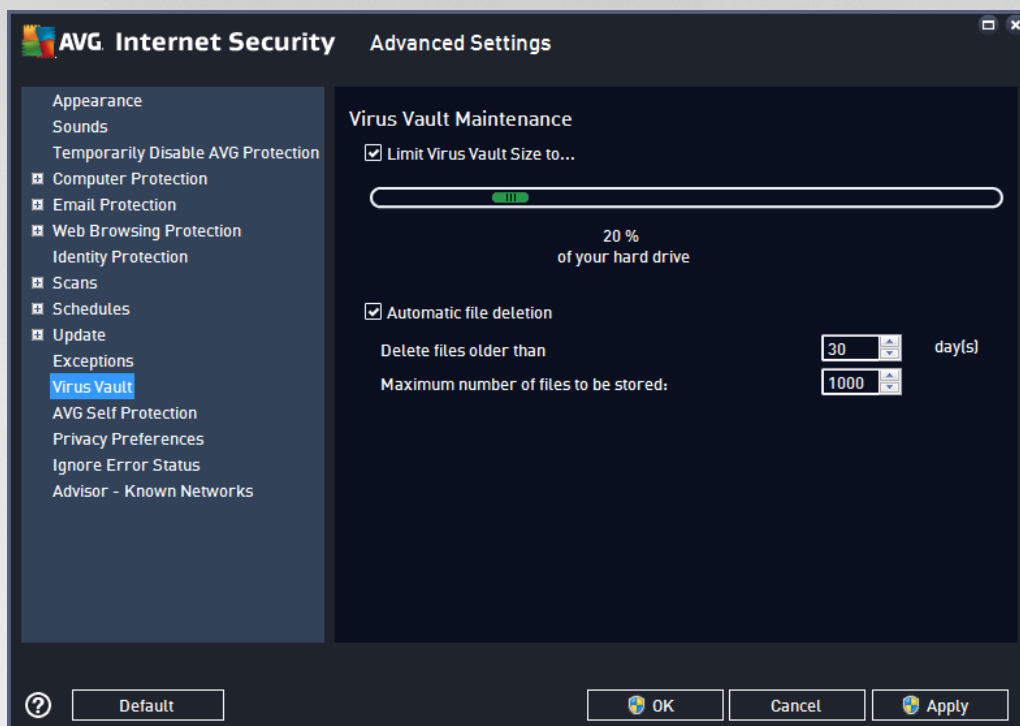 AVG Internet Security Advanced Settings
Appearance
Sounds
Temporarily Disable AVG Protection
Computer Protection
Email Protection
Web Browsing Protection
Identity Protection
Scans
Schedules
Update
Exceptions
Virus Vault
AVG Self Protection
Privacy Preferences
Ignore Error Status
Advisor - Known Networks
Virus Vault Maintenance
Limit Virus Vault Size to...
20 %
of your hard drive
Automatic file deletion
Delete files older than 30 day(s)
Maximum number of files to be stored: 1000
? Default OK Cancel Apply